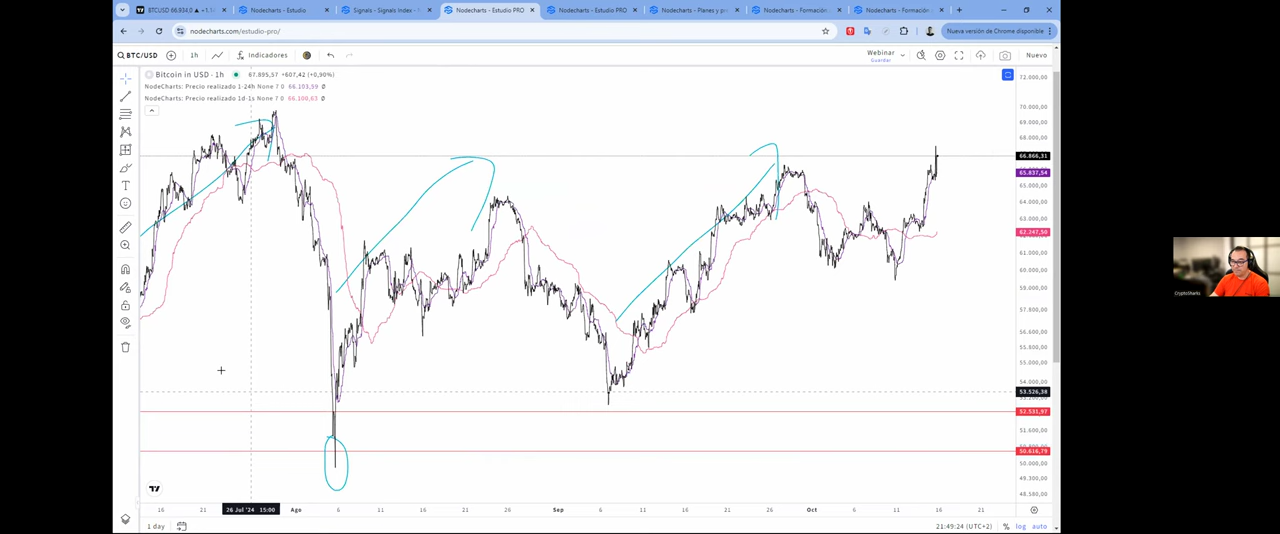 BTCUSD 66.834,0 ▲ +1.1
Nodecharts - Estudio
Signals - Signals Index - N
Nodecharts - Estudio PRO
Nodecharts - Estudio PRO
Nodecharts - Planes y pr
Nodecharts - Formación
Nodecharts - Formación
nodecharts.com/estudio-pro/
Nueva versión de Chrome disponible
BTC/USD
1h
Indicadores
Webinar
Guardar
Nuevo
Bitcoin in USD · 1h
67.895,57 +607,42 (+0,90%)
NodeCharts: Precio realizado 1-24h None 7 0 66.103,59 Ø
NodeCharts: Precio realizado 1d-1s None 7 0 66.100,63 Ø
72.000,00
70.000,00
69.000,00
68.000,00
66.866,31
65.837,54
65.000,00
64.000,00
63.000,00
62.247,50
61.000,00
60.000,00
59.000,00
57.800,00
56.600,00
55.800,00
55.000,00
54.000,00
53.526,38
52.531,97
51.600,00
50.616,79
50.000,00
49.300,00
48.500,00
16
21
26 Jul '24 15:00
Ago
6
11
16
21
26
Sep
6
11
16
21
26
Oct
6
11
16
21
1 day
21:49:24 (UTC+2)
%
log
auto
CryptoSharks